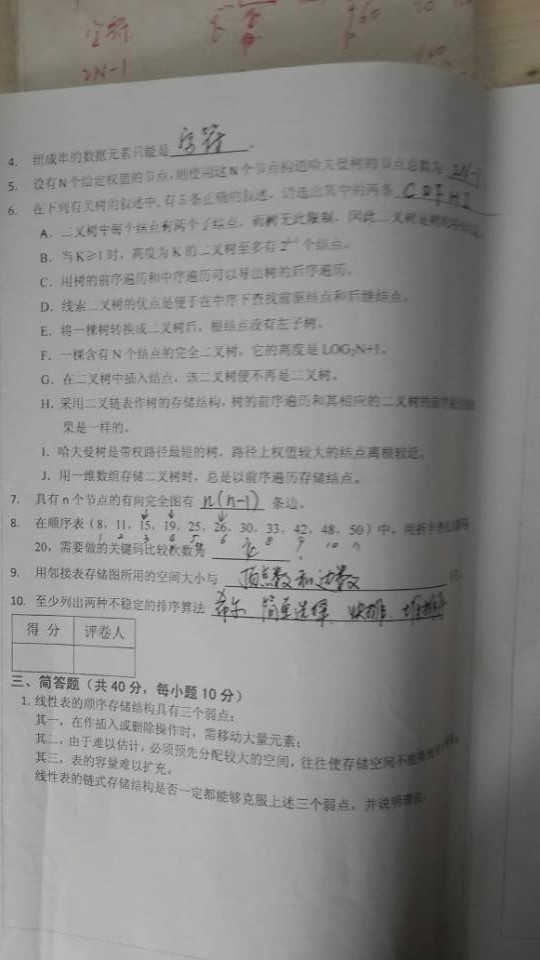 2N-1
4. 组成串的数据元素只能是 字符 。
5. 设有N个给定权值的节点,则使用这N个节点构造哈夫曼树的节点总数为 2N-1
6. 在下列有关树的叙述中,有5条正确的叙述,请选出其中的两条 C D F H I
A. 二叉树中每个结点有两个子结点,而树无此限制,因此二叉树是树的
B. 当K≥1时,高度为K的二叉树至多有 个结点。
C. 用树的前序遍历和中序遍历可以导出树的后序遍历。
D. 线索二叉树的优点是便于在中序下查找前驱结点和后继结点。
E. 将一棵树转换成二叉树后,根结点没有左子树。
F. 一棵含有N个结点的完全二叉树,它的高度是LOG₂N+1。
G. 在二叉树中插入结点,该二叉树便不再是二叉树。
H. 采用二叉链表作树的存储结构,树的前序遍历和其相应的二叉树的前序遍历
果是一样的。
I. 哈夫曼树是带权路径最短的树,路径上权值较大的结点离根较近。
J. 用一维数组存储二叉树时,总是以前序遍历存储结点。
7. 具有n个节点的有向完全图有 n(n-1) 条边。
8. 在顺序表(8,11,15,19,25,26,30,33,42,48,50)中,用折半
1 2 3 4 5 6 8 9 10 11
20,需要做的关键码比较次数为
9. 用邻接表存储图所用的空间大小与 顶点数和边数
10. 至少列出两种不稳定的排序算法 希尔 简单选择 快排 堆排序
得 分 评卷人
三、简答题(共40分,每小题10分)
1. 线性表的顺序存储结构具有三个弱点:
其一,在作插入或删除操作时,需移动大量元素;
其二,由于难以估计,必须预先分配较大的空间,往往使存储空间不能得到
其三,表的容量难以扩充。
线性表的链式存储结构是否一定都能够克服上述三个弱点,并说明理由。